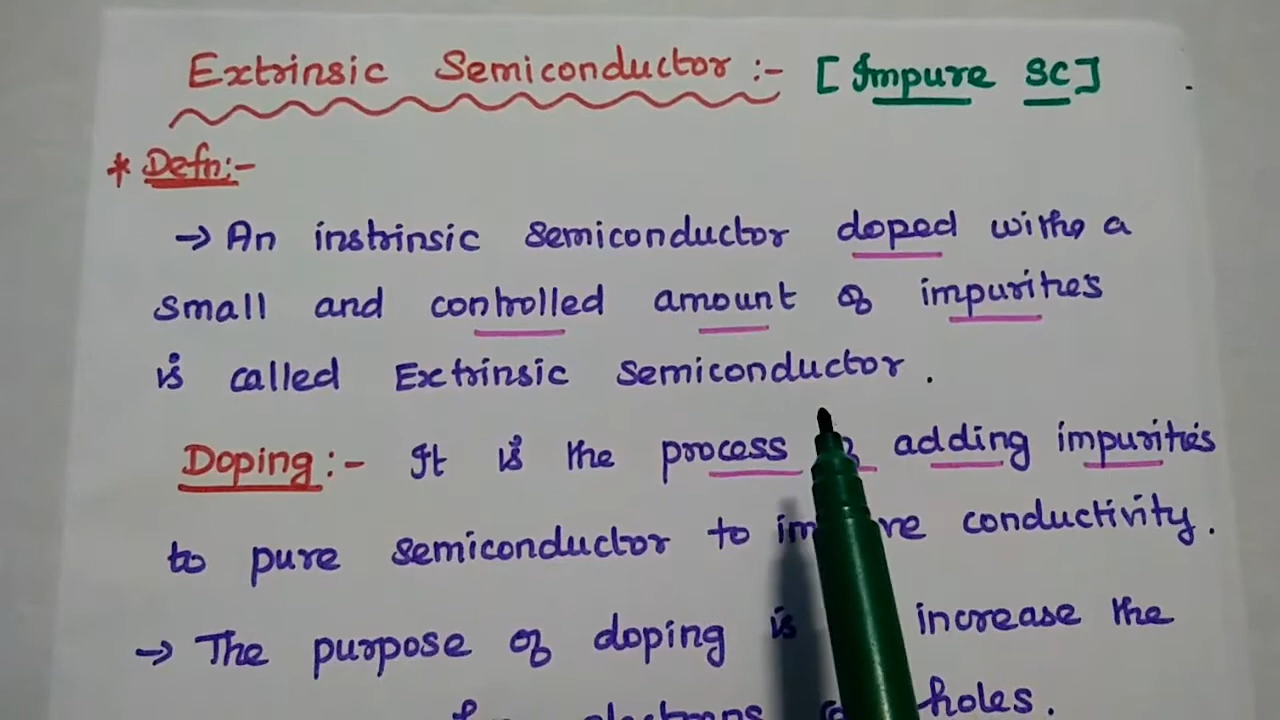 Extrinsic Semiconductor :- [Impure SC]
* Defn:-
→ An instrinsic semiconductor doped with a
small and controlled amount of impurities
is called Extrinsic Semiconductor.
Doping :- It is the process adding impurities
to pure semiconductor to conductivity.
→ The purpose of doping is increase the
electrons holes.